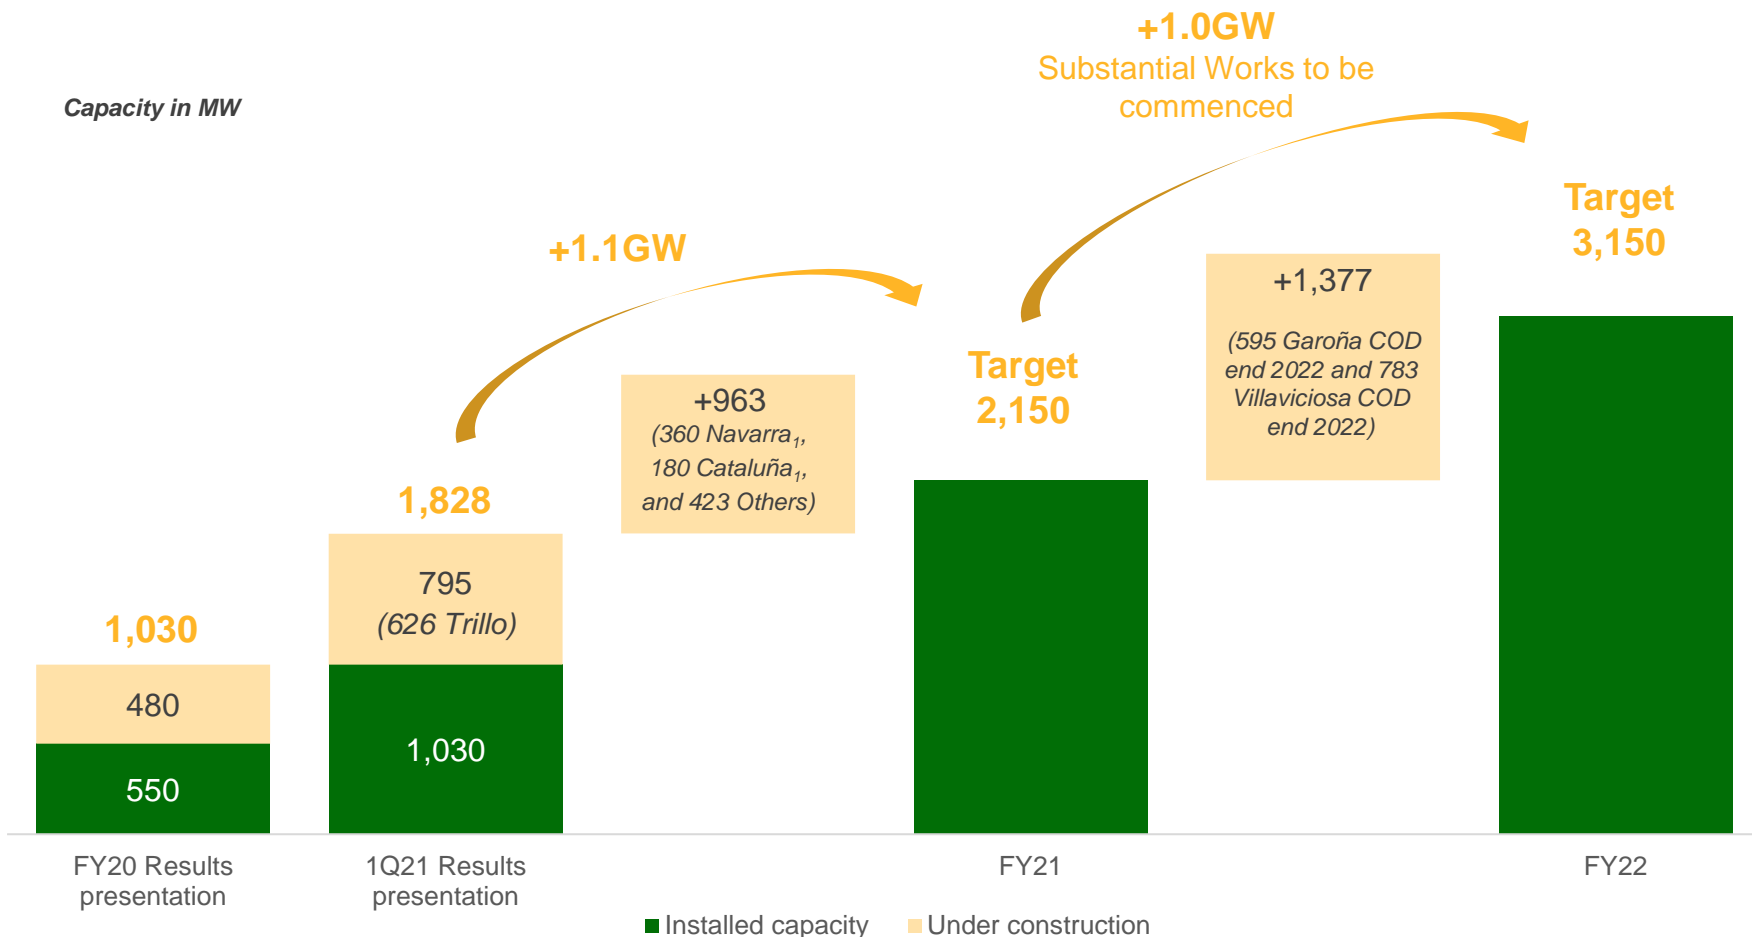 +1.0GW
Substantial Works to be
commenced
Capacity in MW
Target
3,150
+1.1GW
+1,377
(595 Garoña COD
end 2022 and 783
Villaviciosa COD
end 2022)
Target
2,150
+963
(360 Navarra1,
180 Cataluña1,
and 423 Others)
1,828
795
(626 Trillo)
1,030
1,030
480
550
FY20 Results
presentation
1Q21 Results
presentation
FY21
FY22
Installed capacity
Under construction